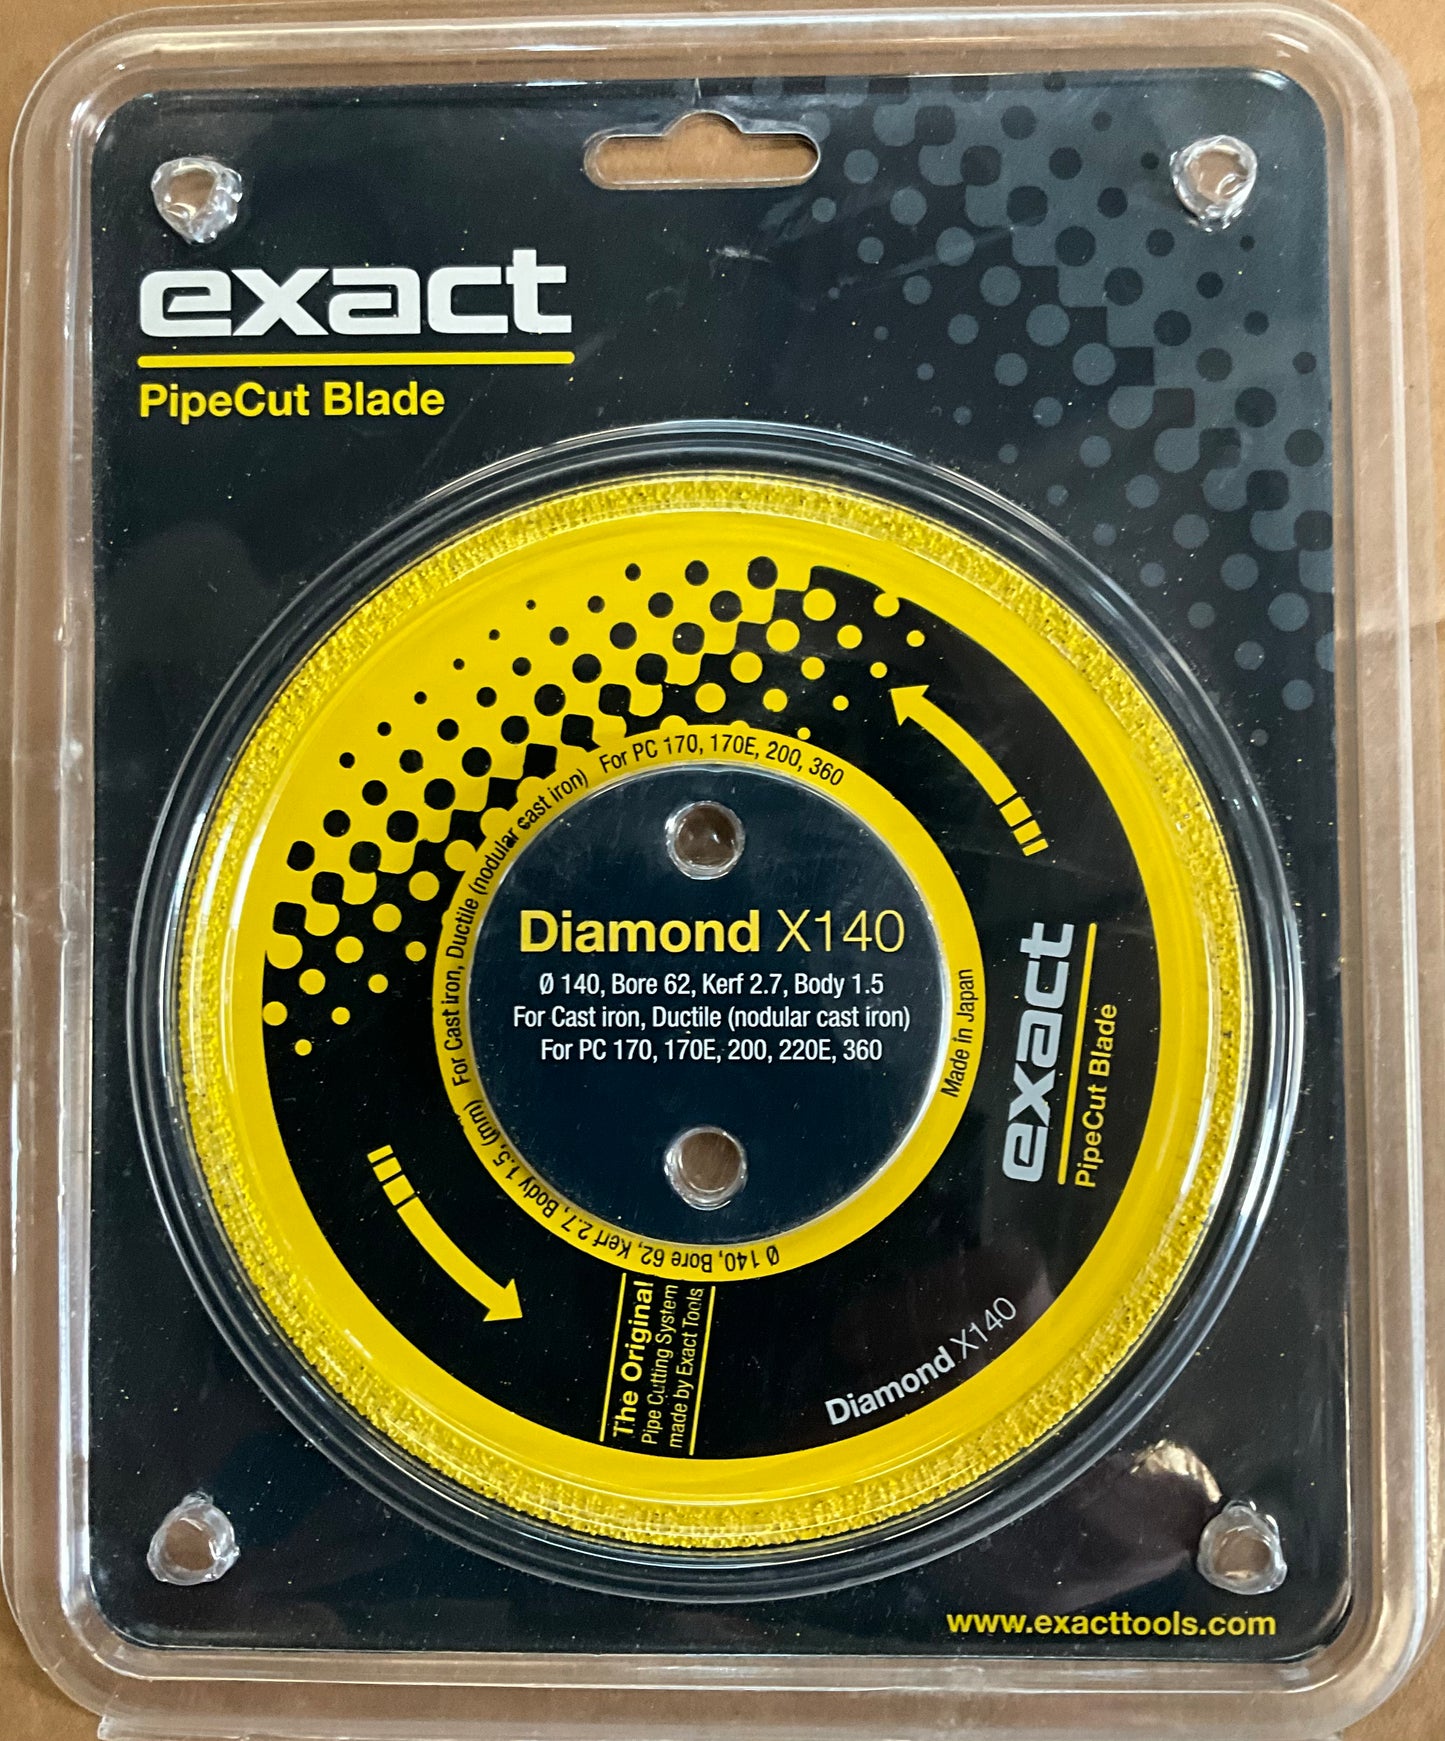 exact
PipeCut Blade
For Cast iron, Ductile (nodular cast iron) For PC 170, 170E, 200, 360
Diamond X140
Ø 140, Bore 62, Kerf 2.7, Body 1.5
For Cast iron, Ductile (nodular cast iron)
For PC 170, 170E, 200, 220E, 360
Made in Japan
exact
PipeCut Blade
Ø 140, Bore 62, Kerf 2.7, Body 1.5, (mm)
The Original
Pipe Cutting System
made by Exact Tools
Diamond X140
www.exacttools.com